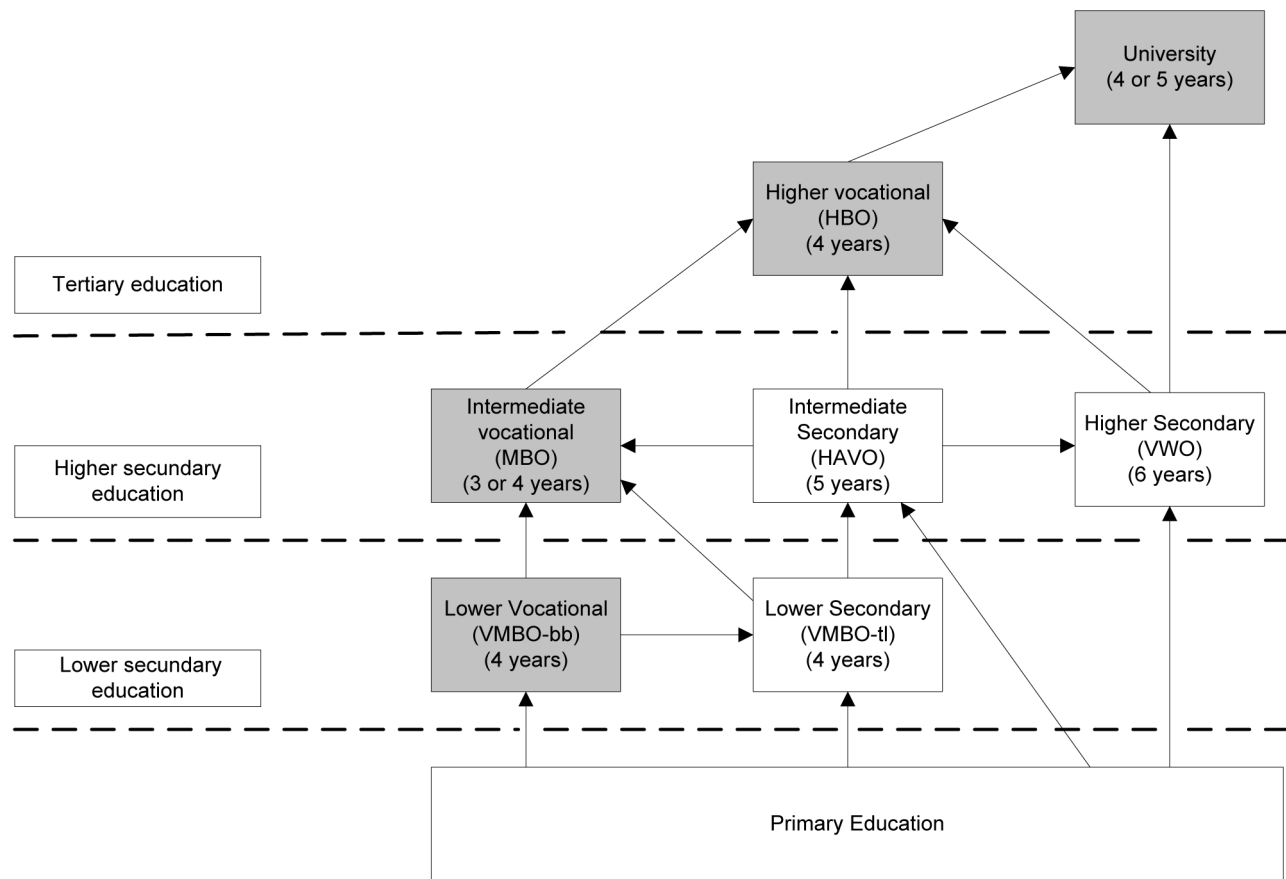 University
(4 or 5 years)
Higher vocational
(HBO)
(4 years)
Tertiary education
Intermediate
vocational
(MBO)
(3 or 4 years)
Intermediate
Secondary
(HAVO)
(5 years)
Higher Secondary
(VWO)
(6 years)
Higher secundary
education
Lower Vocational
(VMBO-bb)
(4 years)
Lower Secondary
(VMBO-tl)
(4 years)
Lower secundary
education
Primary Education